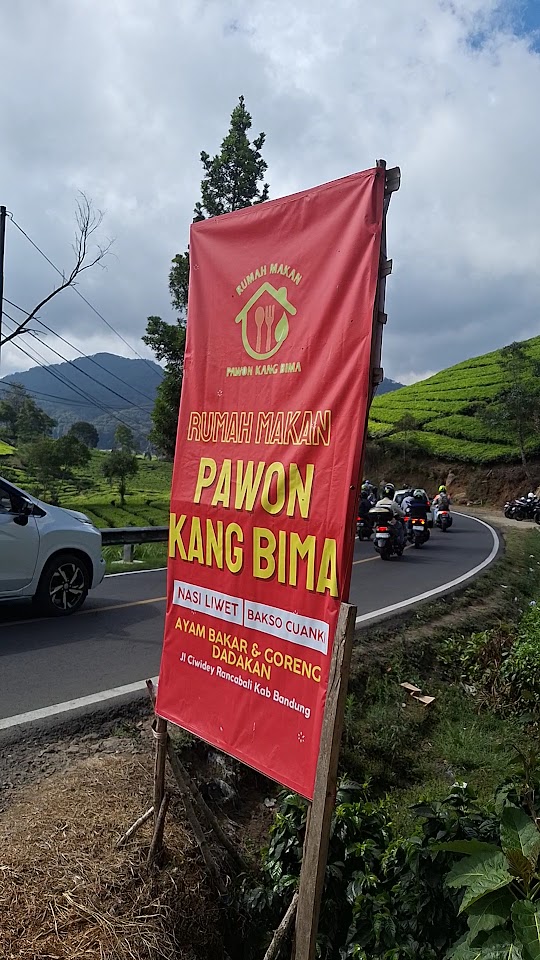 RUMAH MAKAN
PAWON KANG BIMA
RUMAH MAKAN
PAWON
KANG BIMA
NASI LIWET | BAKSO CUANKI
AYAM BAKAR & GORENG
DADAKAN
Jl Ciwidey Rancabali Kab Bandung